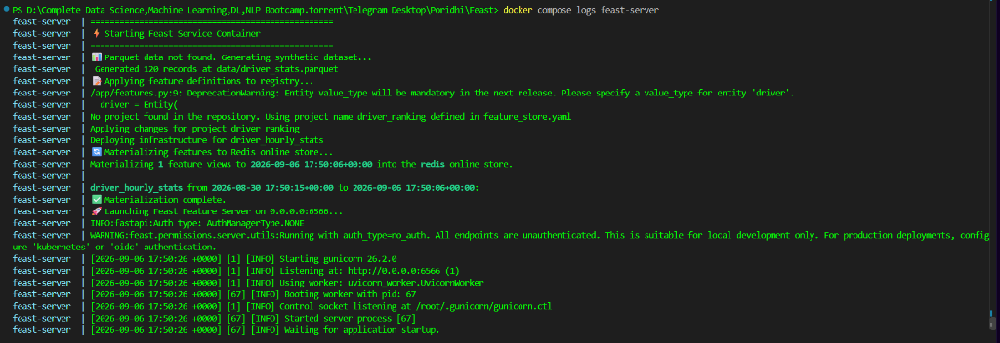 PS D:\Complete Data Science,Machine Learning,DL,NLP Bootcamp.torrent\Telegram Desktop\Poridhi\Feast> docker compose logs feast-server
feast-server | ==================================================
feast-server | ⚡ Starting Feast Service Container
feast-server | ==================================================
feast-server | 📊 Parquet data not found. Generating synthetic dataset...
feast-server | Generated 120 records at data/driver_stats.parquet
feast-server | 📝 Applying feature definitions to registry...
feast-server | /app/features.py:9: DeprecationWarning: Entity value_type will be mandatory in the next release. Please specify a value_type for entity 'driver'.
feast-server | driver = Entity(
feast-server | No project found in the repository. Using project name driver_ranking defined in feature_store.yaml
feast-server | Applying changes for project driver_ranking
feast-server | Deploying infrastructure for driver_hourly_stats
feast-server | 🔄 Materializing features to Redis online store...
feast-server | Materializing 1 feature views to 2026-09-06 17:50:06+00:00 into the redis online store.
feast-server |
feast-server | driver_hourly_stats from 2026-08-30 17:50:15+00:00 to 2026-09-06 17:50:06+00:00:
feast-server | ✅ Materialization complete.
feast-server | 🚀 Launching Feast Feature Server on 0.0.0.0:6566...
feast-server | INFO:fastapi:Auth type: AuthManagerType.NONE
feast-server | WARNING:feast.permissions.server.utils:Running with auth_type=no_auth. All endpoints are unauthenticated. This is suitable for local development only. For production deployments, config
ure 'kubernetes' or 'oidc' authentication.
feast-server | [2026-09-06 17:50:26 +0000] [1] [INFO] Starting gunicorn 26.2.0
feast-server | [2026-09-06 17:50:26 +0000] [1] [INFO] Listening at: http://0.0.0.0:6566 (1)
feast-server | [2026-09-06 17:50:26 +0000] [1] [INFO] Using worker: uvicorn_worker.UvicornWorker
feast-server | [2026-09-06 17:50:26 +0000] [67] [INFO] Booting worker with pid: 67
feast-server | [2026-09-06 17:50:26 +0000] [1] [INFO] Control socket listening at /root/.gunicorn/gunicorn.ctl
feast-server | [2026-09-06 17:50:26 +0000] [67] [INFO] Started server process [67]
feast-server | [2026-09-06 17:50:26 +0000] [67] [INFO] Waiting for application startup.